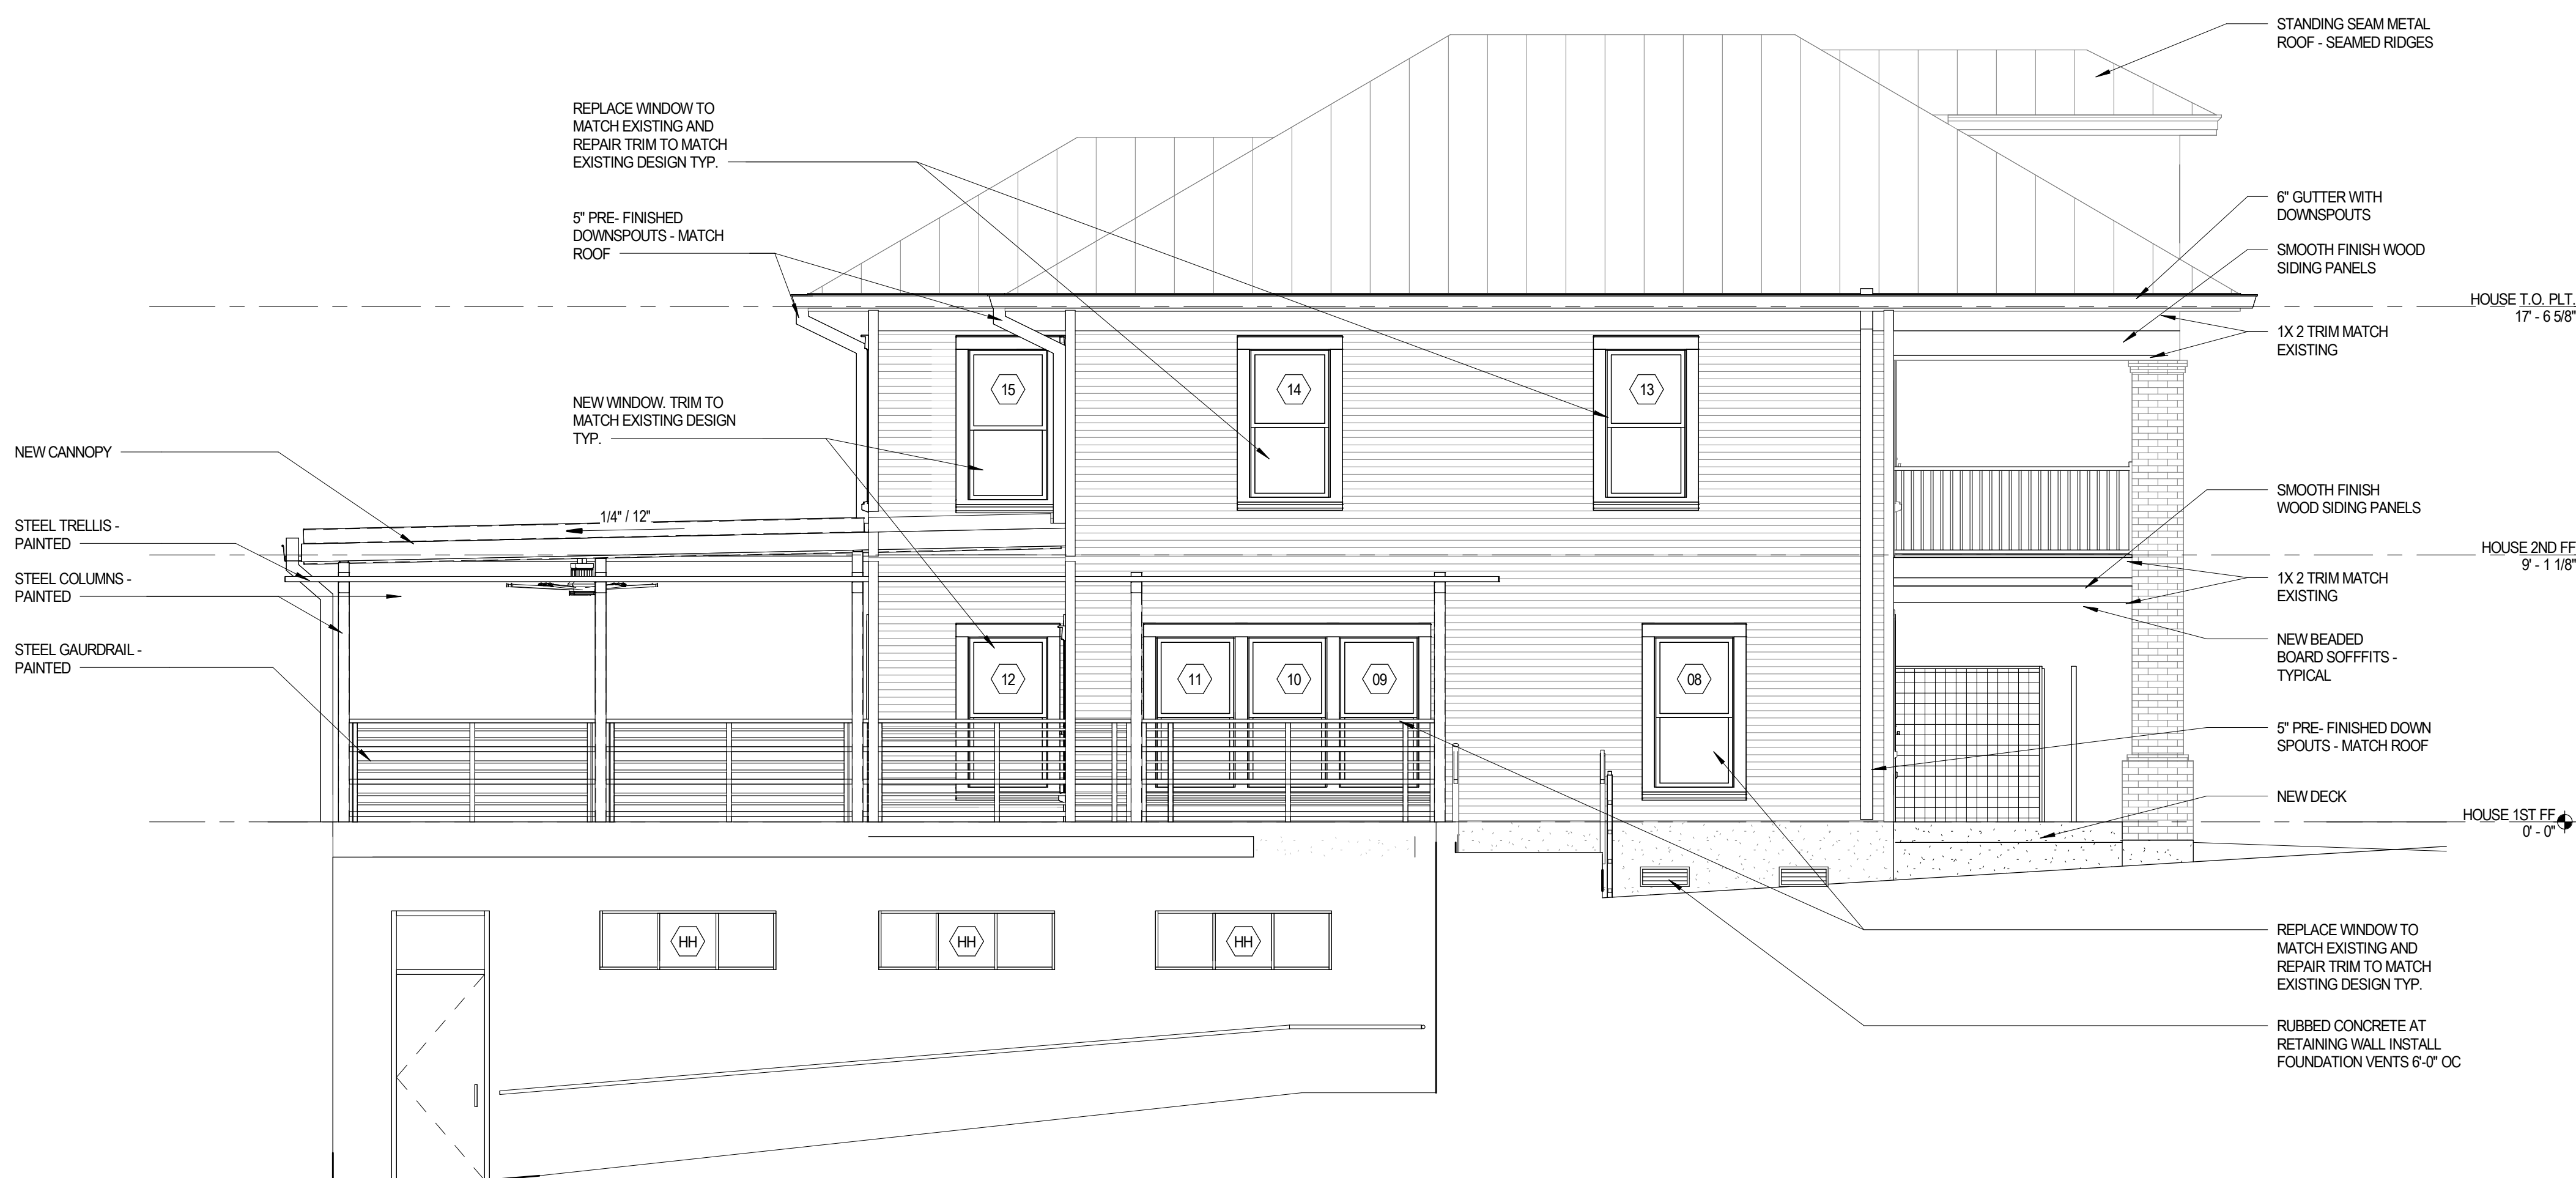 STANDING SEAM METAL
ROOF - SEAMED RIDGES
REPLACE WINDOW TO
MATCH EXISTING AND
REPAIR TRIM TO MATCH
EXISTING DESIGN TYP.
5" PRE- FINISHED
DOWNSPOUTS - MATCH
ROOF
6" GUTTER WITH
DOWNSPOUTS
SMOOTH FINISH WOOD
SIDING PANELS
HOUSE T.O. PLT.
17' - 6 5/8"
1X 2 TRIM MATCH
EXISTING
15
14
13
NEW WINDOW. TRIM TO
MATCH EXISTING DESIGN
TYP.
NEW CANNOPY
1/4" / 12"
STEEL TRELLIS -
PAINTED
STEEL COLUMNS -
PAINTED
STEEL GAURDRAIL -
PAINTED
SMOOTH FINISH
WOOD SIDING PANELS
HOUSE 2ND FF
9' - 1 1/8"
1X 2 TRIM MATCH
EXISTING
NEW BEADED
BOARD SOFFFITS -
TYPICAL
12
11
10
09
08
5" PRE- FINISHED DOWN
SPOUTS - MATCH ROOF
NEW DECK
HOUSE 1ST FF
0' - 0"
HH
HH
HH
REPLACE WINDOW TO
MATCH EXISTING AND
REPAIR TRIM TO MATCH
EXISTING DESIGN TYP.
RUBBED CONCRETE AT
RETAINING WALL INSTALL
FOUNDATION VENTS 6'-0" OC